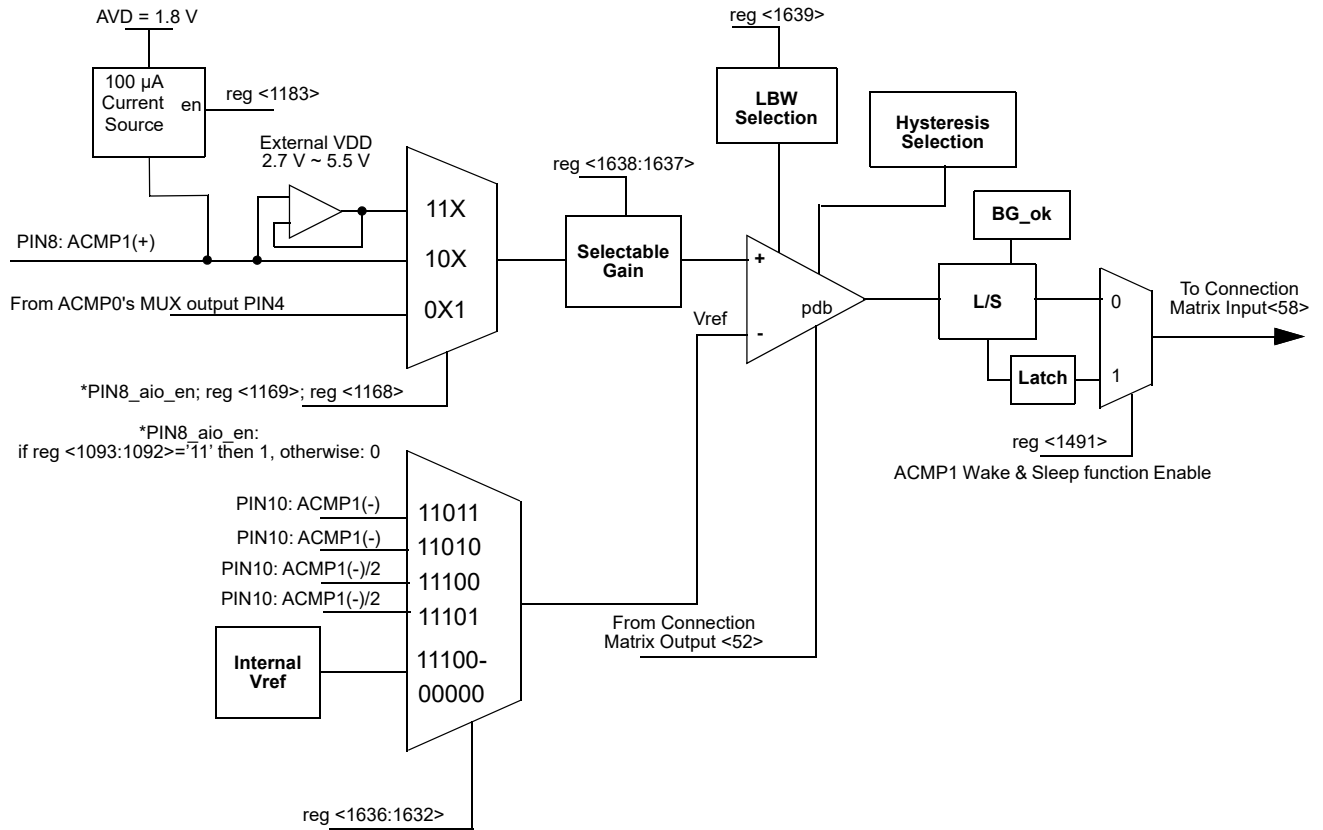 AVD = 1.8 V
100 µA
Current
Source
en
reg <1183>
External VDD
2.7 V ~ 5.5 V
PIN8: ACMP1(+)
From ACMP0's MUX output PIN4
11X
10X
0X1
*PIN8_aio_en; reg <1169>; reg <1168>
*PIN8_aio_en:
if reg <1093:1092>='11' then 1, otherwise: 0
reg <1638:1637>
Selectable
Gain
reg <1639>
LBW
Selection
Hysteresis
Selection
+
-
pdb
Vref
BG_ok
L/S
Latch
0
1
To Connection
Matrix Input<58>
reg <1491>
ACMP1 Wake & Sleep function Enable
PIN10: ACMP1(-)
PIN10: ACMP1(-)
PIN10: ACMP1(-)/2
PIN10: ACMP1(-)/2
11011
11010
11100
11101
11100-
00000
Internal
Vref
From Connection
Matrix Output <52>
reg <1636:1632>